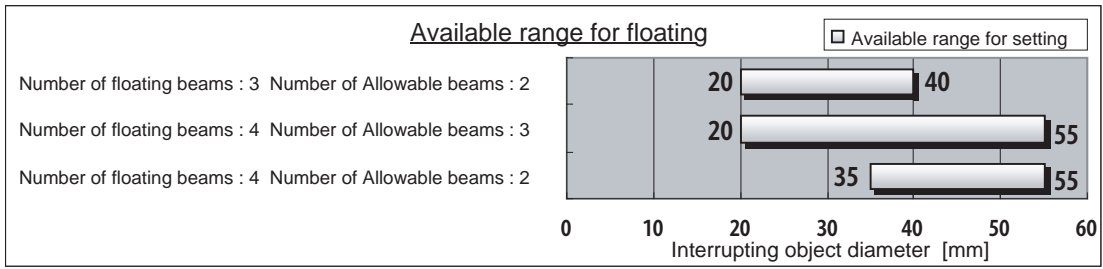 Available range for floating
Available range for setting
Number of floating beams : 3 Number of Allowable beams : 2
20 40
Number of floating beams : 4 Number of Allowable beams : 3
20 55
Number of floating beams : 4 Number of Allowable beams : 2
35 55
0 10 20 30 40 50 60
Interrupting object diameter [mm]